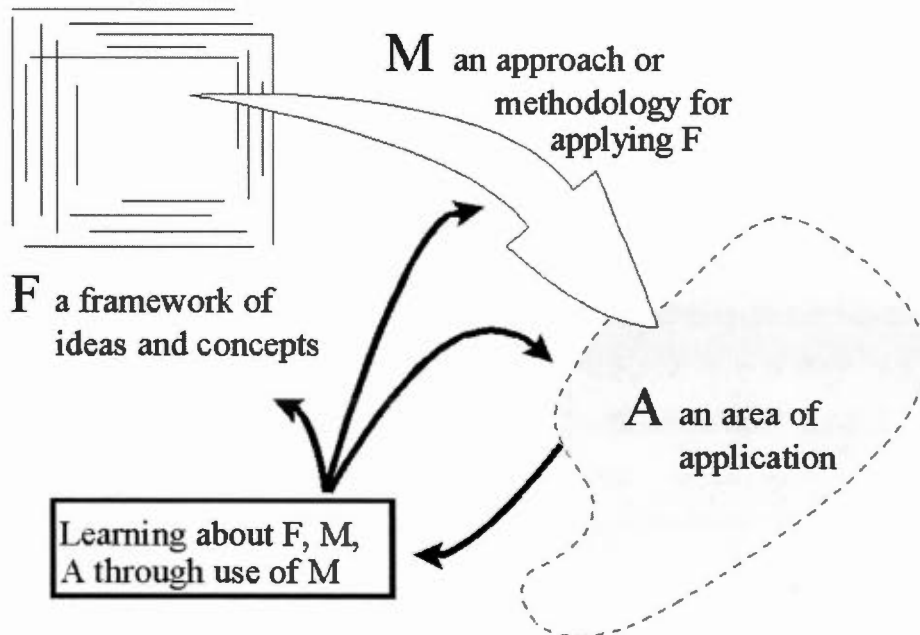 M an approach or
methodology for
applying F
F a framework of
ideas and concepts
A an area of
application
Learning about F, M,
A through use of M